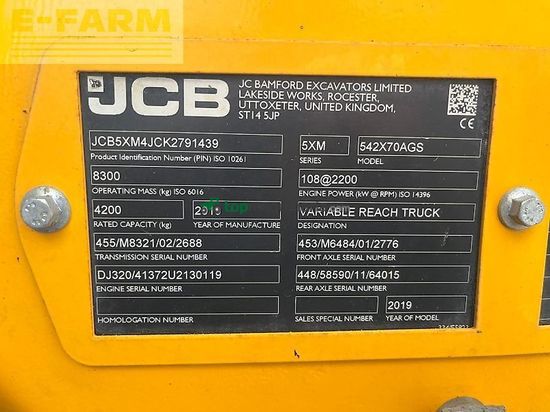 E-FARM
JCB
JC BAMFORD EXCAVATORS LIMITED
LAKESIDE WORKS, ROCESTER,
UTTOXETER, UNITED KINGDOM,
ST14 5JP
JCB5XM4JCK2791439
Product Identification Number (PIN) ISO 10261
5XM
SERIES
542X70AGS
MODEL
8300
OPERATING MASS (kg) ISO 6016
108@2200
ENGINE POWER (kW @ RPM) ISO 14396
4200
RATED CAPACITY (kg)
2019
YEAR OF MANUFACTURE
top
VARIABLE REACH TRUCK
DESIGNATION
455/M8321/02/2688
TRANSMISSION SERIAL NUMBER
453/M6484/01/2776
FRONT AXLE SERIAL NUMBER
DJ320/41372U2130119
ENGINE SERIAL NUMBER
448/58590/11/64015
REAR AXLE SERIAL NUMBER
HOMOLOGATION NUMBER
SALES SPECIAL NUMBER
2019
YEAR OF MODEL